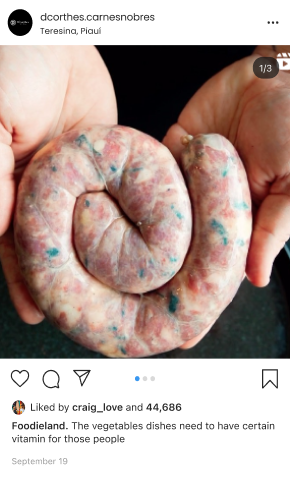 dcorthes.carnesnobres
Teresina, Piauí
1/3
Liked by craig_love and 44,686
Foodieland. The vegetables dishes need to have certain
vitamin for those people
September 19